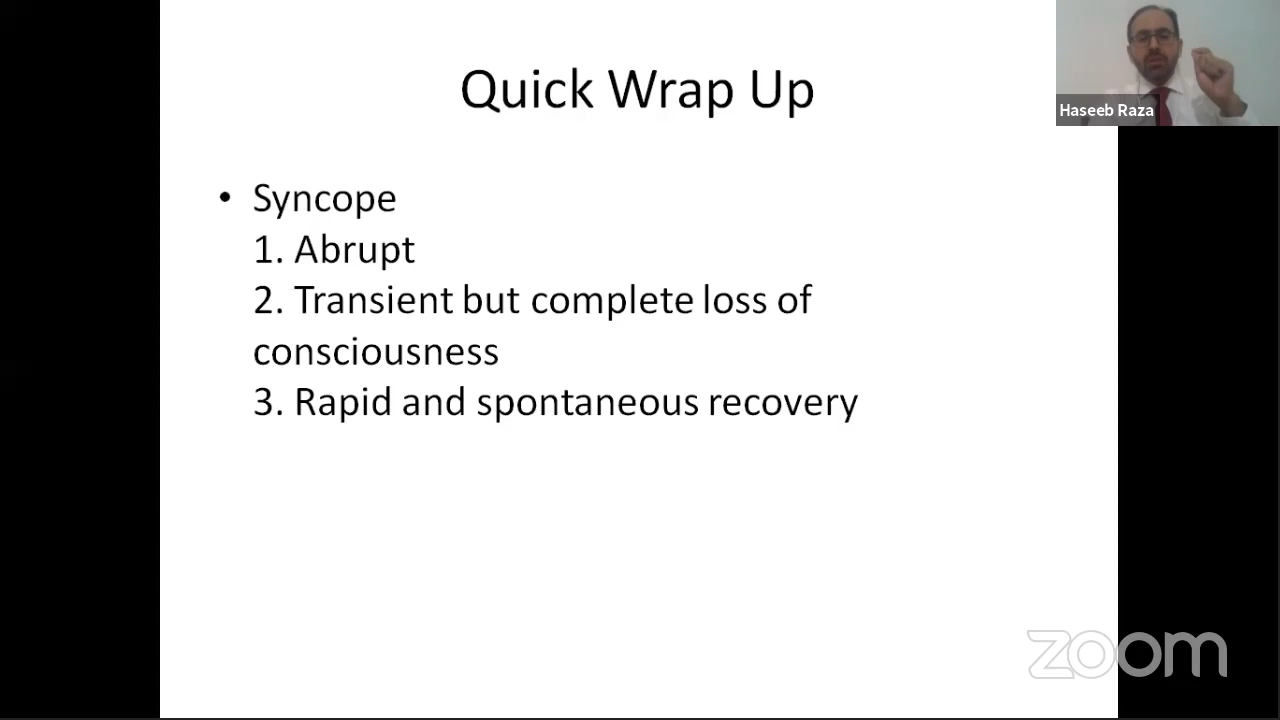 Quick Wrap Up
Haseeb Raza
• Syncope
1. Abrupt
2. Transient but complete loss of
consciousness
3. Rapid and spontaneous recovery
zoom